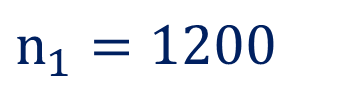 n₁ = 1200